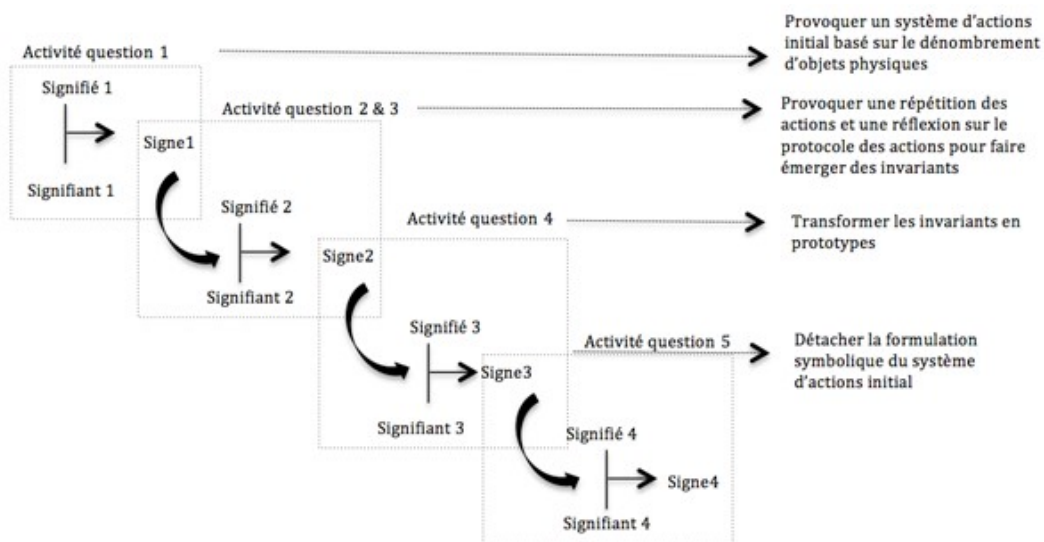 Activité question 1
Provoquer un système d'actions
initial basé sur le dénombrement
d'objets physiques
Signifié 1
Signifiant 1
Signe1
Activité question 2 & 3
Provoquer une répétition des
actions et une réflexion sur le
protocole des actions pour faire
émerger des invariants
Signifié 2
Signifiant 2
Signe2
Activité question 4
Transformer les invariants en
prototypes
Signifié 3
Signifiant 3
Signe3
Activité question 5
Détacher la formulation
symbolique du système
d'actions initial
Signifié 4
Signifiant 4
Signe4